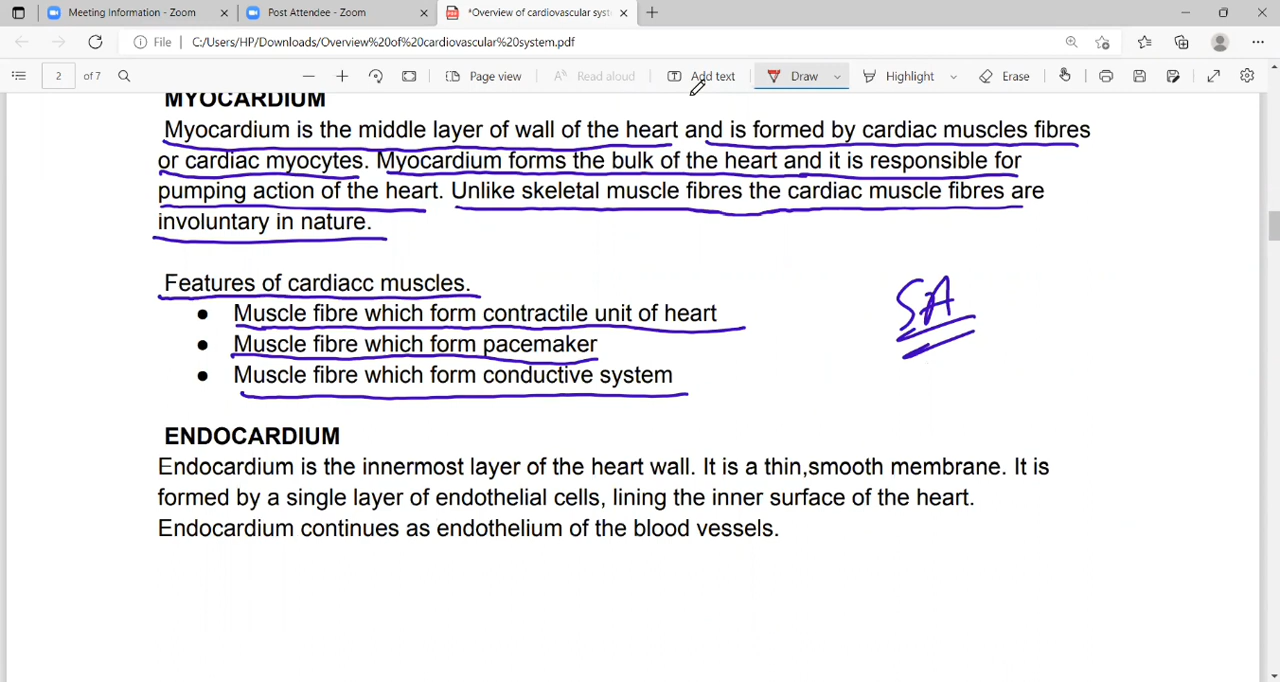 Meeting Information - Zoom
Post Attendee - Zoom
*Overview of cardiovascular syst
File
C:/Users/HP/Downloads/Overview%20of%20cardiovascular%20system.pdf
2 of 7
Page view
Read aloud
Add text
Draw
Highlight
Erase
MYOCARDIUM
Myocardium is the middle layer of wall of the heart and is formed by cardiac muscles fibres
or cardiac myocytes. Myocardium forms the bulk of the heart and it is responsible for
pumping action of the heart. Unlike skeletal muscle fibres the cardiac muscle fibres are
involuntary in nature.
Features of cardiacc muscles.
● Muscle fibre which form contractile unit of heart
SA
● Muscle fibre which form pacemaker
● Muscle fibre which form conductive system
ENDOCARDIUM
Endocardium is the innermost layer of the heart wall. It is a thin,smooth membrane. It is
formed by a single layer of endothelial cells, lining the inner surface of the heart.
Endocardium continues as endothelium of the blood vessels.